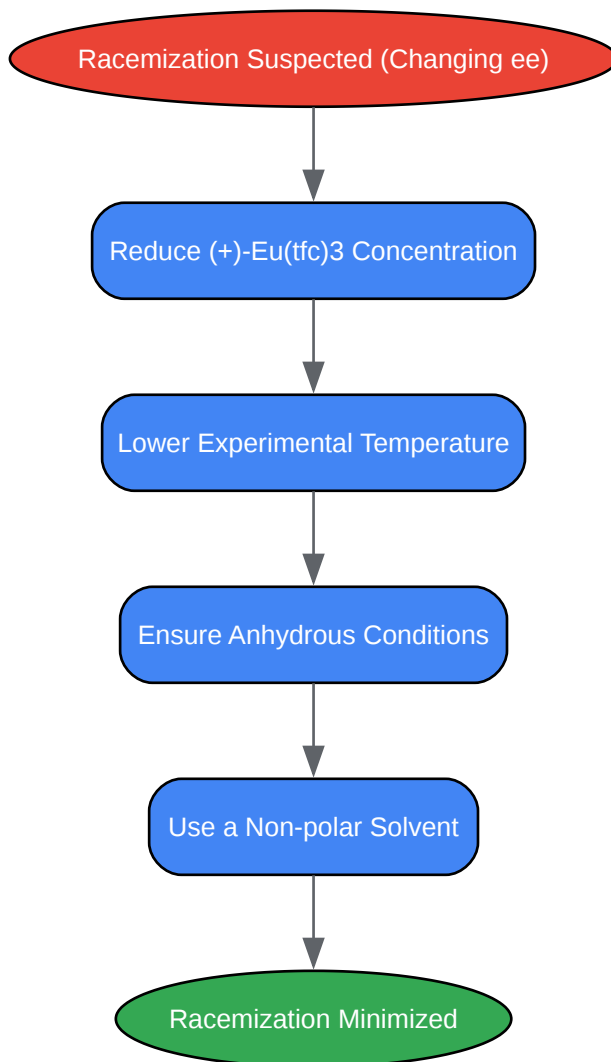 Racemization Suspected (Changing ee)
Reduce (+)-Eu(tfc)3 Concentration
Lower Experimental Temperature
Ensure Anhydrous Conditions
Use a Non-polar Solvent
Racemization Minimized